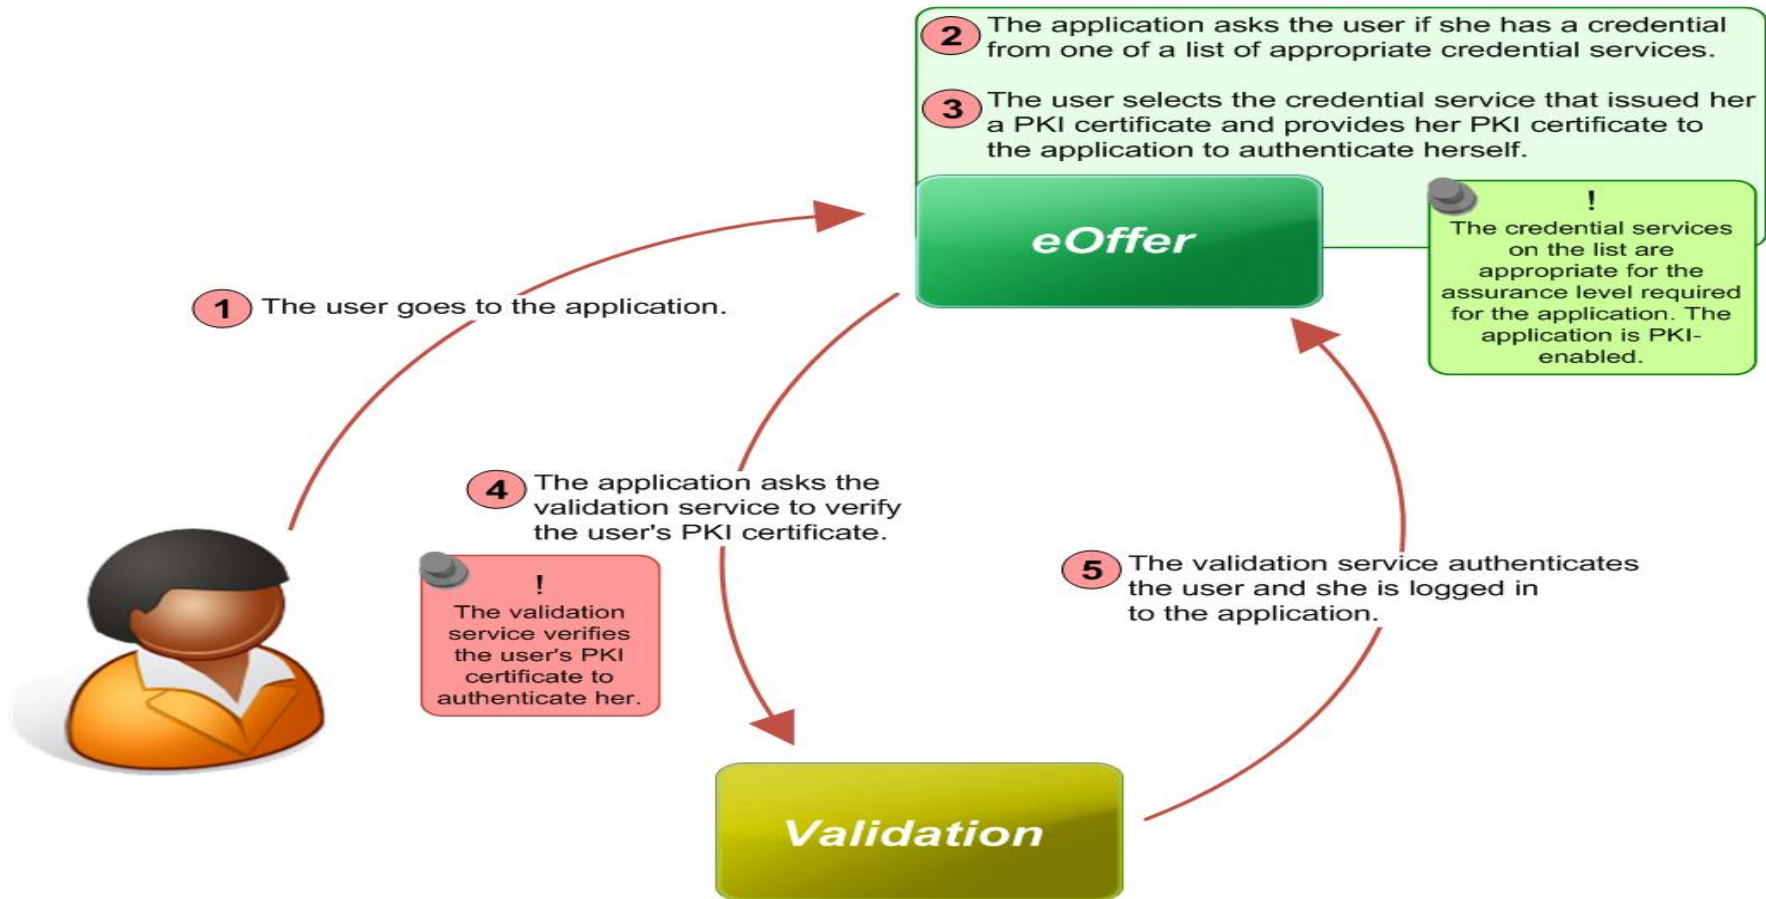 2 The application asks the user if she has a credential
from one of a list of appropriate credential services.
3 The user selects the credential service that issued her
a PKI certificate and provides her PKI certificate to
the application to authenticate herself.
eOffer
!
The credential services
on the list are
appropriate for the
assurance level required
for the application. The
application is PKI-
enabled.
1 The user goes to the application.
4 The application asks the
validation service to verify
the user's PKI certificate.
!
The validation
service verifies
the user's PKI
certificate to
authenticate her.
5 The validation service authenticates
the user and she is logged in
to the application.
Validation